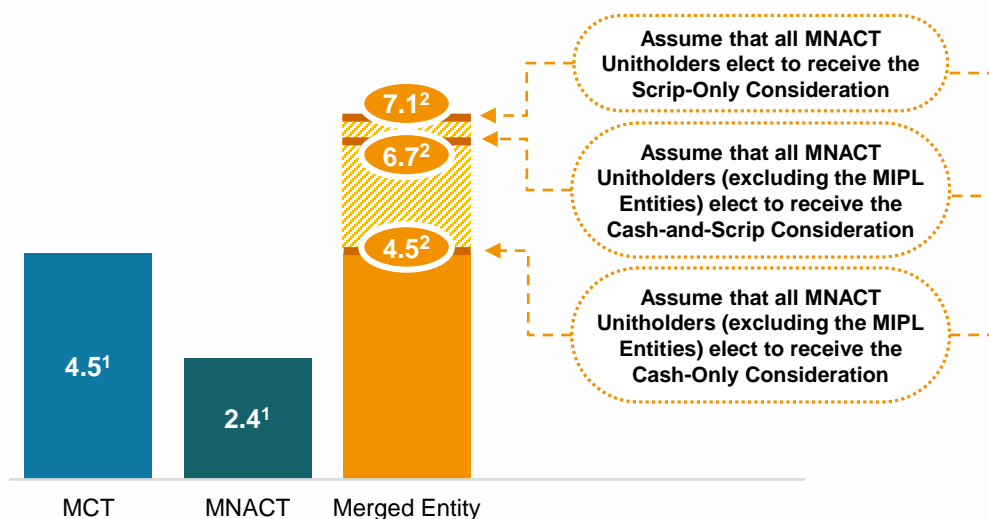 Assume that all MNACT
Unitholders elect to receive the
Scrip-Only Consideration
7.1²
6.7²
Assume that all MNACT
Unitholders (excluding the MIPL
Entities) elect to receive the
Cash-and-Scrip Consideration
4.5²
Assume that all MNACT
Unitholders (excluding the MIPL
Entities) elect to receive the
Cash-Only Consideration
4.5¹
2.4¹
MCT
MNACT
Merged Entity